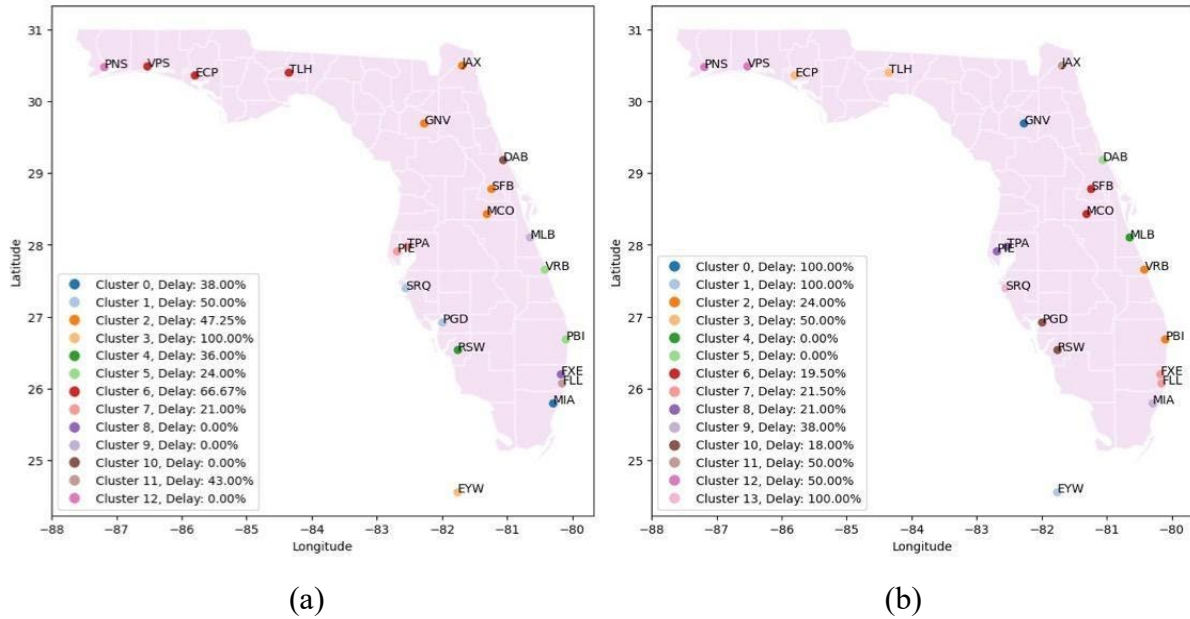 31
30
29
28
27
26
25
Latitude
PNS
VPS
ECP
TLH
JAX
GNV
DAB
SFB
MCO
MLB
TPA
PIE
VRB
SRQ
PGD
PBI
RSW
FXE
FLL
MIA
EYW
Cluster 0, Delay: 38.00%
Cluster 1, Delay: 50.00%
Cluster 2, Delay: 47.25%
Cluster 3, Delay: 100.00%
Cluster 4, Delay: 36.00%
Cluster 5, Delay: 24.00%
Cluster 6, Delay: 66.67%
Cluster 7, Delay: 21.00%
Cluster 8, Delay: 0.00%
Cluster 9, Delay: 0.00%
Cluster 10, Delay: 0.00%
Cluster 11, Delay: 43.00%
Cluster 12, Delay: 0.00%
−88 −87 −86 −85 −84 −83 −82 −81 −80
Longitude
(a)
31
30
29
28
27
26
25
Latitude
PNS
VPS
ECP
TLH
JAX
GNV
DAB
SFB
MCO
MLB
TPA
PIE
VRB
SRQ
PGD
PBI
RSW
FXE
FLL
MIA
EYW
Cluster 0, Delay: 100.00%
Cluster 1, Delay: 100.00%
Cluster 2, Delay: 24.00%
Cluster 3, Delay: 50.00%
Cluster 4, Delay: 0.00%
Cluster 5, Delay: 0.00%
Cluster 6, Delay: 19.50%
Cluster 7, Delay: 21.50%
Cluster 8, Delay: 21.00%
Cluster 9, Delay: 38.00%
Cluster 10, Delay: 18.00%
Cluster 11, Delay: 50.00%
Cluster 12, Delay: 50.00%
Cluster 13, Delay: 100.00%
−88 −87 −86 −85 −84 −83 −82 −81 −80
Longitude
(b)